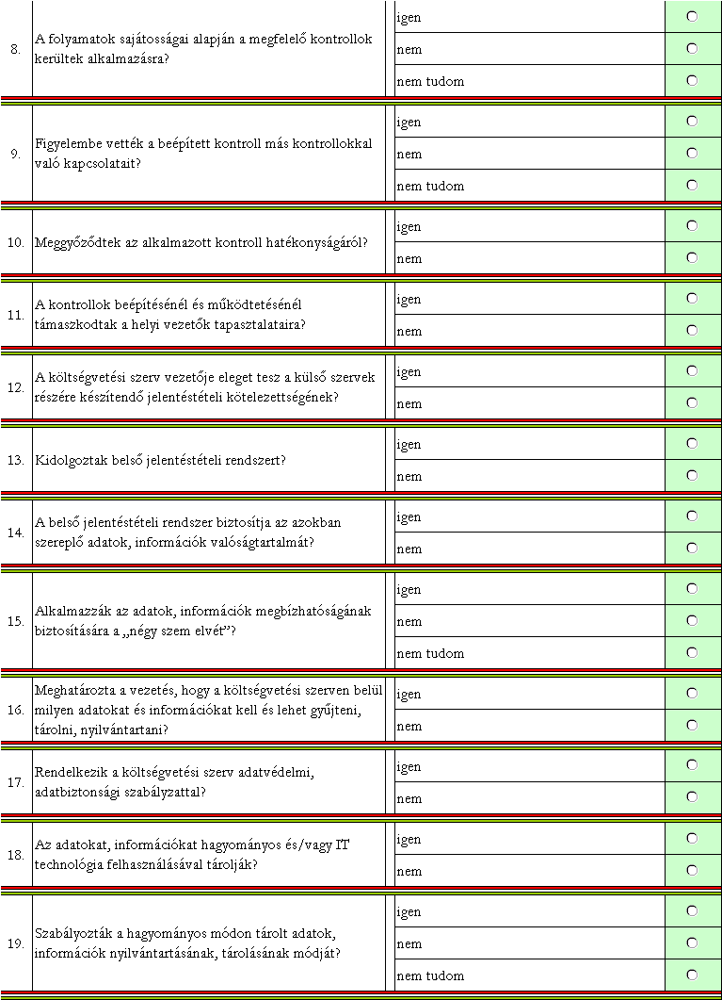 8. A folyamatok sajátosságai alapján a megfelelő kontrollok
kerültek alkalmazásra?
igen
nem
nem tudom
9. Figyelembe vették a beépített kontroll más kontrollokkal
való kapcsolatait?
igen
nem
nem tudom
10. Meggyőződtek az alkalmazott kontroll hatékonyságáról?
igen
nem
11. A kontrollok beépítésénél és működtetésénél
támaszkodtak a helyi vezetők tapasztalataira?
igen
nem
12. A költségvetési szerv vezetője eleget tesz a külső szervek
részére készítendő jelentéstételi kötelezettségének?
igen
nem
13. Kidolgoztak belső jelentéstételi rendszert?
igen
nem
14. A belső jelentéstételi rendszer biztosítja az azokban
szereplő adatok, információk valóságtartalmát?
igen
nem
15. Alkalmazzák az adatok, információk megbízhatóságának
biztosítására a „négy szem elvét”?
igen
nem
nem tudom
16. Meghatározta a vezetés, hogy a költségvetési szerven belül
milyen adatokat és információkat kell és lehet gyűjteni,
tárolni, nyilvántartani?
igen
nem
17. Rendelkezik a költségvetési szerv adatvédelmi,
adatbiztonsági szabályzattal?
igen
nem
18. Az adatokat, információkat hagyományos és/vagy IT
technológia felhasználásával tárolják?
igen
nem
19. Szabályozták a hagyományos módon tárolt adatok,
információk nyilvántartásának, tárolásának módját?
igen
nem
nem tudom